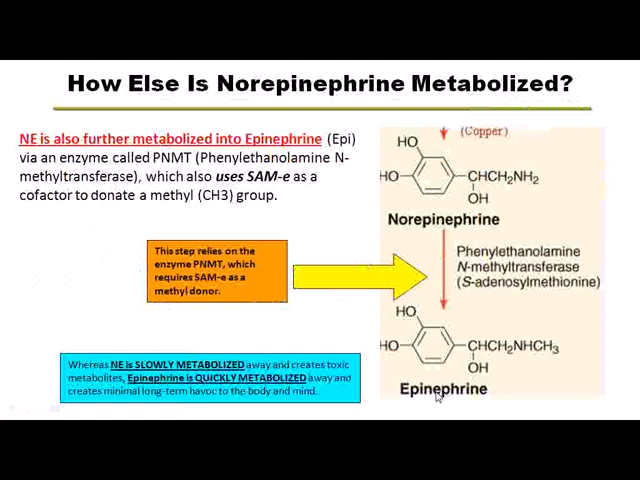 How Else Is Norepinephrine Metabolized?
NE is also further metabolized into Epinephrine (Epi)
via an enzyme called PNMT (Phenylethanolamine N-
methyltransferase), which also uses SAM-e as a
cofactor to donate a methyl (CH3) group.
(Copper)
HO
HO
CHCH₂NH₂
OH
Norepinephrine
This step relies on the
enzyme PNMT, which
requires SAM-e as a
methyl donor.
Phenylethanolamine
N-methyltransferase
(S-adenosylmethionine)
HO
HO
CHCH₂NHCH₃
OH
Epinephrine
Whereas NE is SLOWLY METABOLIZED away and creates toxic
metabolites, Epinephrine is QUICKLY METABOLIZED away and
creates minimal long-term havoc to the body and mind.